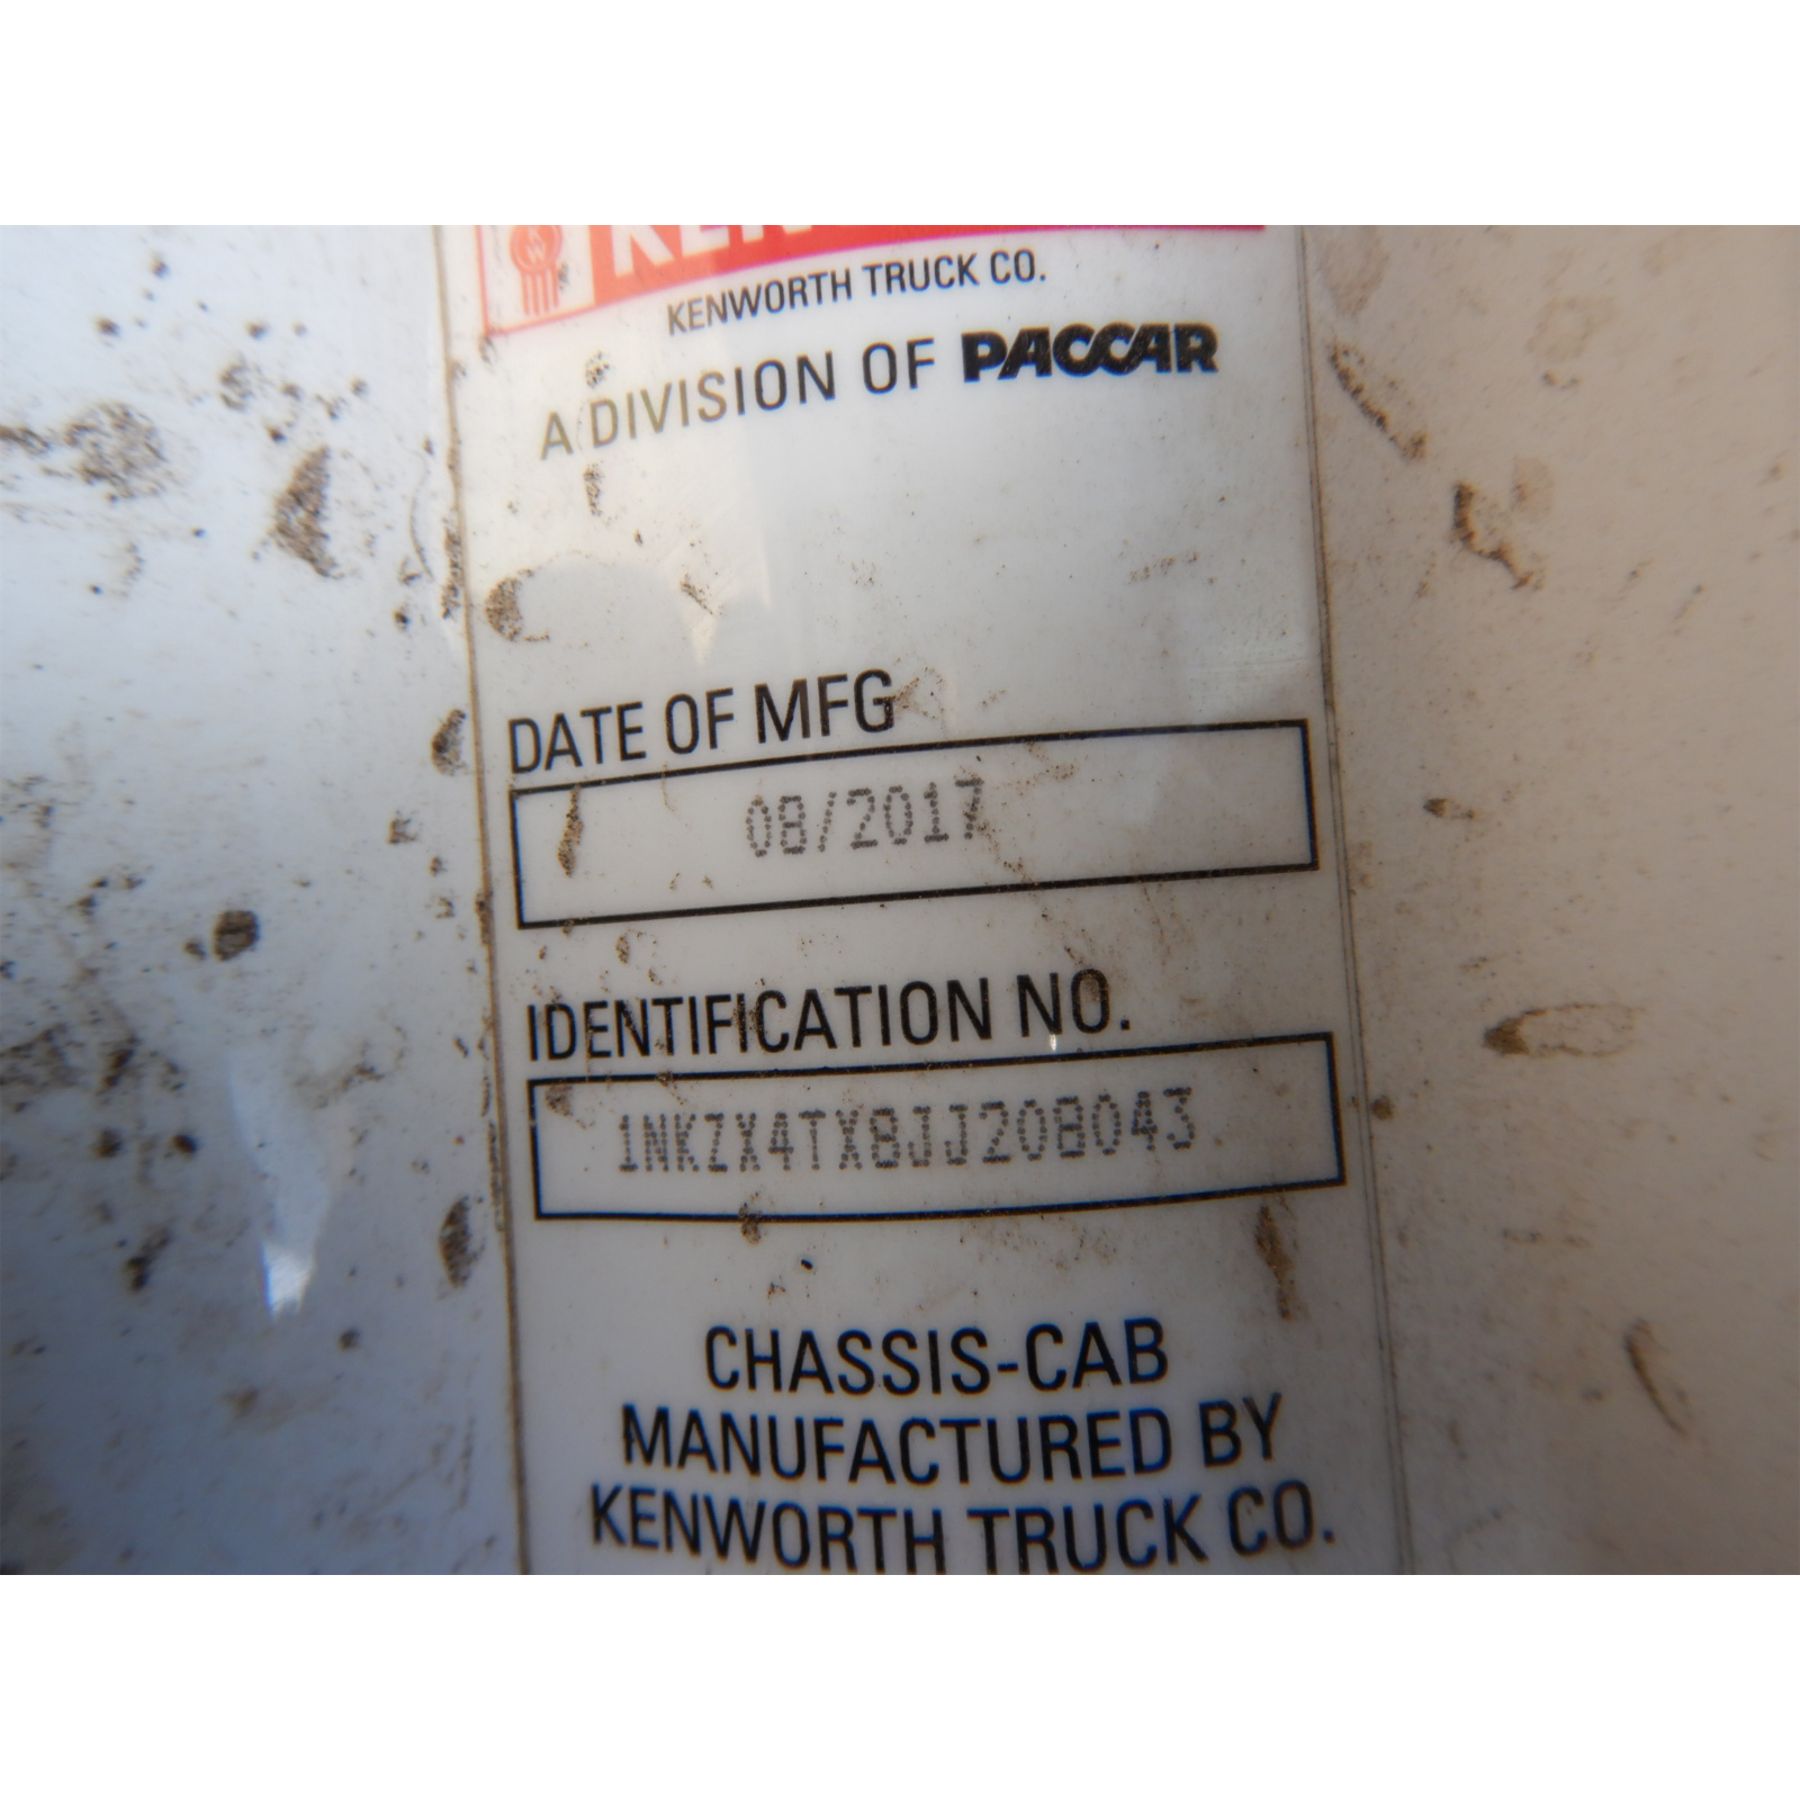 KENWORTH TRUCK CO.
A DIVISION OF PACCAR
DATE OF MFG
08/2017
IDENTIFICATION NO.
1NKZX4TX8JJ208043
CHASSIS-CAB
MANUFACTURED BY
KENWORTH TRUCK CO.